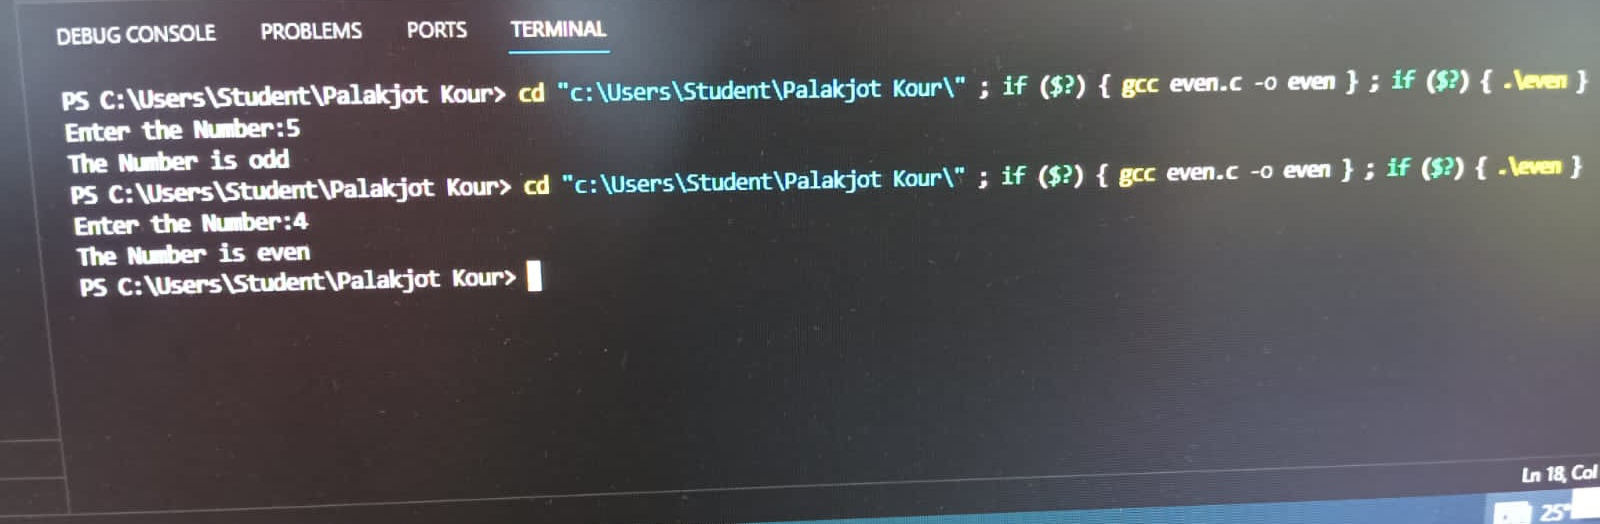 DEBUG CONSOLE PROBLEMS PORTS TERMINAL
PS C:\Users\Student\Palakjot Kour> cd "c:\Users\Student\Palakjot Kour\" ; if ($?) { gcc even.c -o even } ; if ($?) { .\even }
Enter the Number:5
The Number is odd
PS C:\Users\Student\Palakjot Kour> cd "c:\Users\Student\Palakjot Kour\" ; if ($?) { gcc even.c -o even } ; if ($?) { .\even }
Enter the Number:4
The Number is even
PS C:\Users\Student\Palakjot Kour>
Ln 18, Col
25°